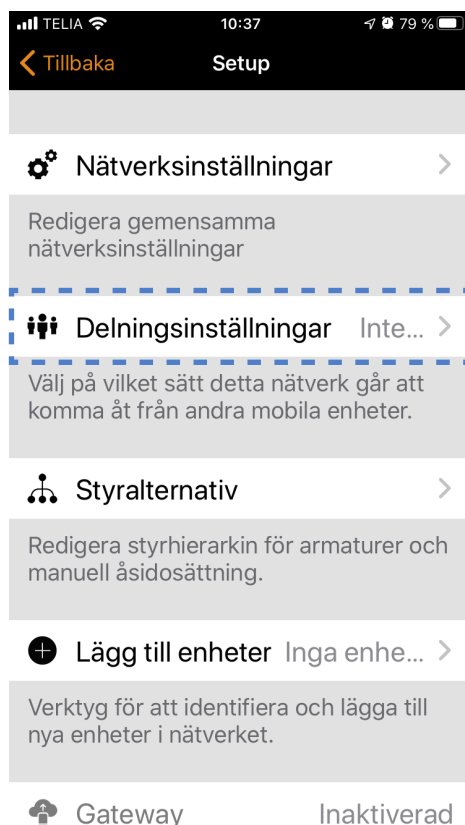 TELIA 10:37 79 %
Tillbaka Setup
Nätverksinställningar
Redigera gemensamma
nätverksinställningar
Delningsinställningar Inte...
Välj på vilket sätt detta nätverk går att
komma åt från andra mobila enheter.
Styralternativ
Redigera styrhierarkin för armaturer och
manuell åsidosättning.
Lägg till enheter Inga enhe...
Verktyg för att identifiera och lägga till
nya enheter i nätverket.
Gateway Inaktiverad